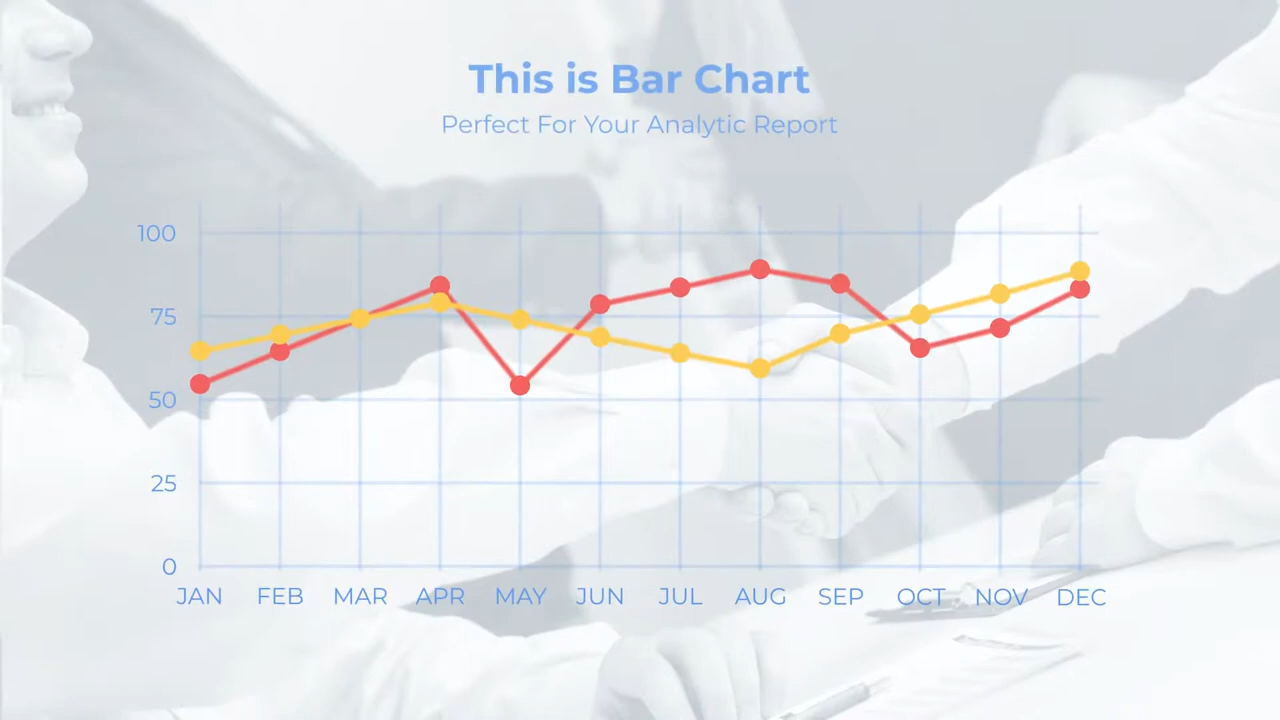 This is Bar Chart
Perfect For Your Analytic Report
100
75
50
25
0
JAN FEB MAR APR MAY JUN JUL AUG SEP OCT NOV DEC